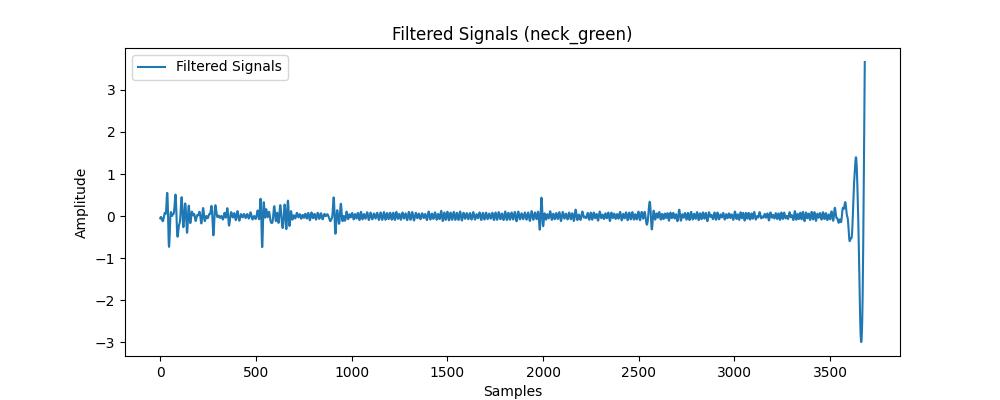 Filtered Signals (neck_green)
Filtered Signals
Amplitude
3
2
1
0
−1
−2
−3
0 500 1000 1500 2000 2500 3000 3500
Samples